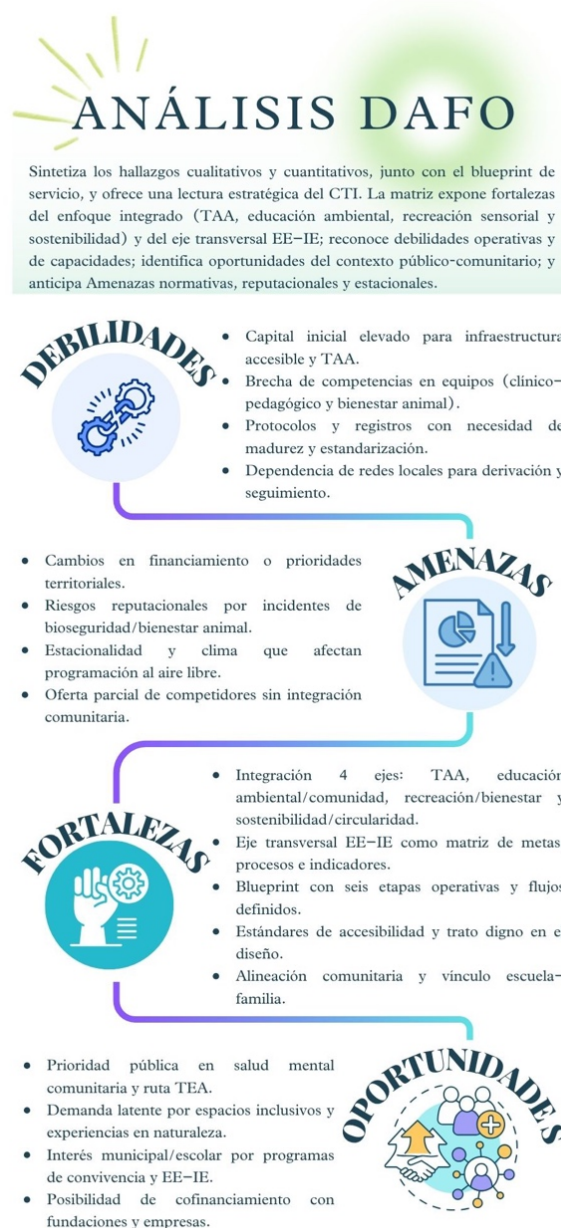 ANÁLISIS DAFO
Sintetiza los hallazgos cualitativos y cuantitativos, junto con el blueprint de
servicio, y ofrece una lectura estratégica del CTI. La matriz expone fortalezas
del enfoque integrado (TAA, educación ambiental, recreación sensorial y
sostenibilidad) y del eje transversal EE–IE; reconoce debilidades operativas y
de capacidades; identifica oportunidades del contexto público-comunitario; y
anticipa Amenazas normativas, reputacionales y estacionales.
DEBILIDADES
• Capital inicial elevado para infraestructura
accesible y TAA.
• Brecha de competencias en equipos (clínico–
pedagógico y bienestar animal).
• Protocolos y registros con necesidad de
madurez y estandarización.
• Dependencia de redes locales para derivación y
seguimiento.
AMENAZAS
• Cambios en financiamiento o prioridades
territoriales.
• Riesgos reputacionales por incidentes de
bioseguridad/bienestar animal.
• Estacionalidad y clima que afectan
programación al aire libre.
• Oferta parcial de competidores sin integración
comunitaria.
FORTALEZAS
• Integración 4 ejes: TAA, educación
ambiental/comunidad, recreación/bienestar y
sostenibilidad/circularidad.
• Eje transversal EE–IE como matriz de metas
procesos e indicadores.
• Blueprint con seis etapas operativas y flujos
definidos.
• Estándares de accesibilidad y trato digno en e
diseño.
• Alineación comunitaria y vínculo escuela–
familia.
OPORTUNIDADES
• Prioridad pública en salud mental
comunitaria y ruta TEA.
• Demanda latente por espacios inclusivos y
experiencias en naturaleza.
• Interés municipal/escolar por programas
de convivencia y EE–IE.
• Posibilidad de cofinanciamiento con
fundaciones y empresas.